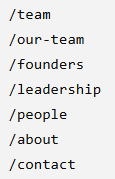 /team
/our-team
/founders
/leadership
/people
/about
/contact